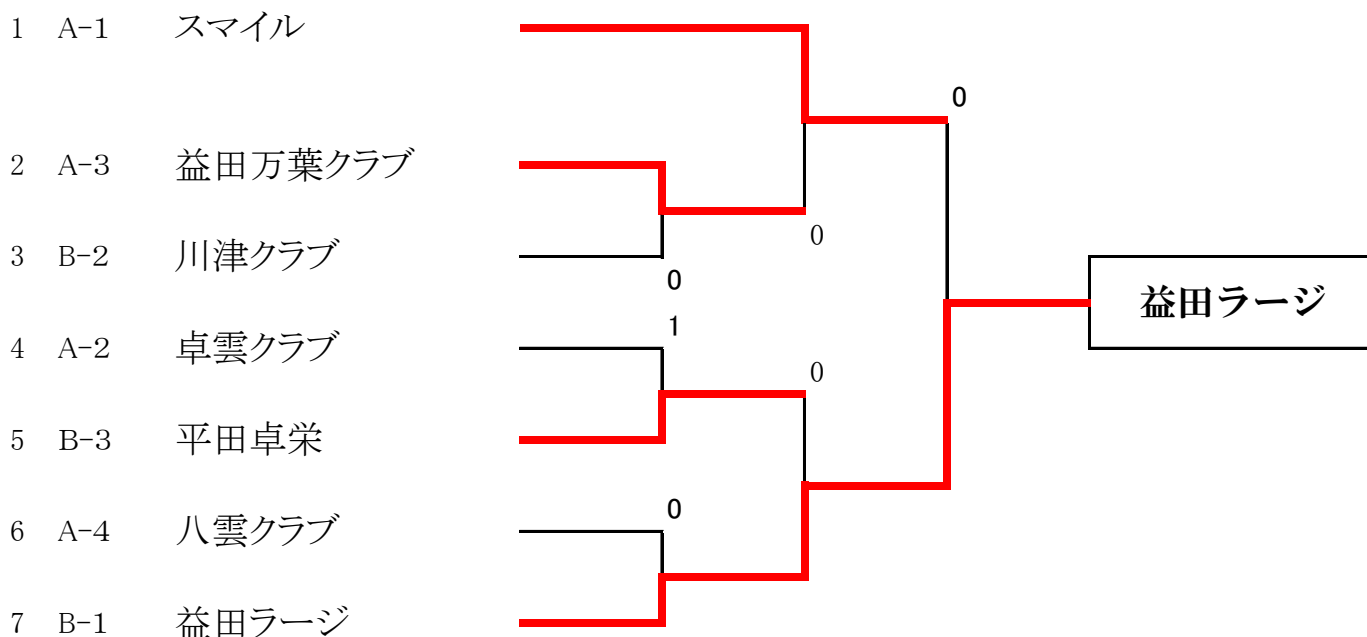 1 A-1 スマイル
0
2 A-3 益田万葉クラブ
0
3 B-2 川津クラブ
0
益田ラージ
1
4 A-2 卓雲クラブ
0
5 B-3 平田卓栄
0
6 A-4 八雲クラブ
7 B-1 益田ラージ